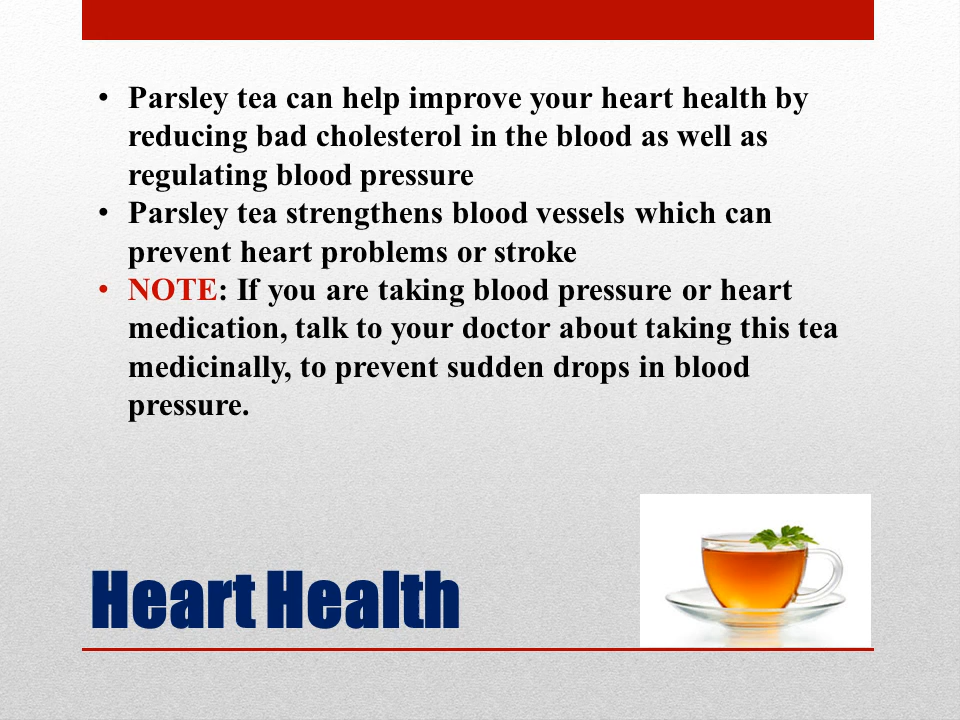 • Parsley tea can help improve your heart health by
reducing bad cholesterol in the blood as well as
regulating blood pressure
• Parsley tea strengthens blood vessels which can
prevent heart problems or stroke
• NOTE: If you are taking blood pressure or heart
medication, talk to your doctor about taking this tea
medicinally, to prevent sudden drops in blood
pressure.
Heart Health